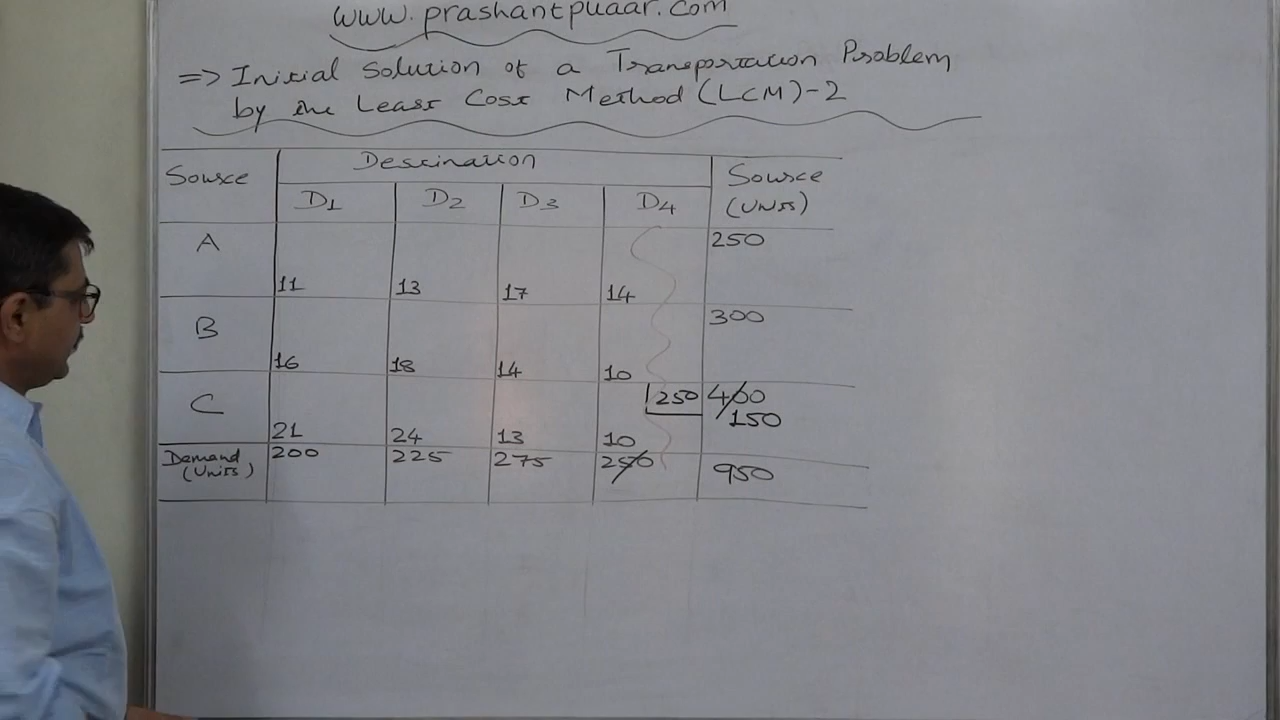 www.prashantpuaar.com
=> Initial Solution of a Transportation Problem
by the Least Cost Method (LCM)-2
Source Destination Source
(Units)
D1 D2 D3 D4
A 250
11 13 17 14
B 300
16 18 14 10
C 250 400
150
21 24 13 10
Demand
(Units) 200 225 275 250 950